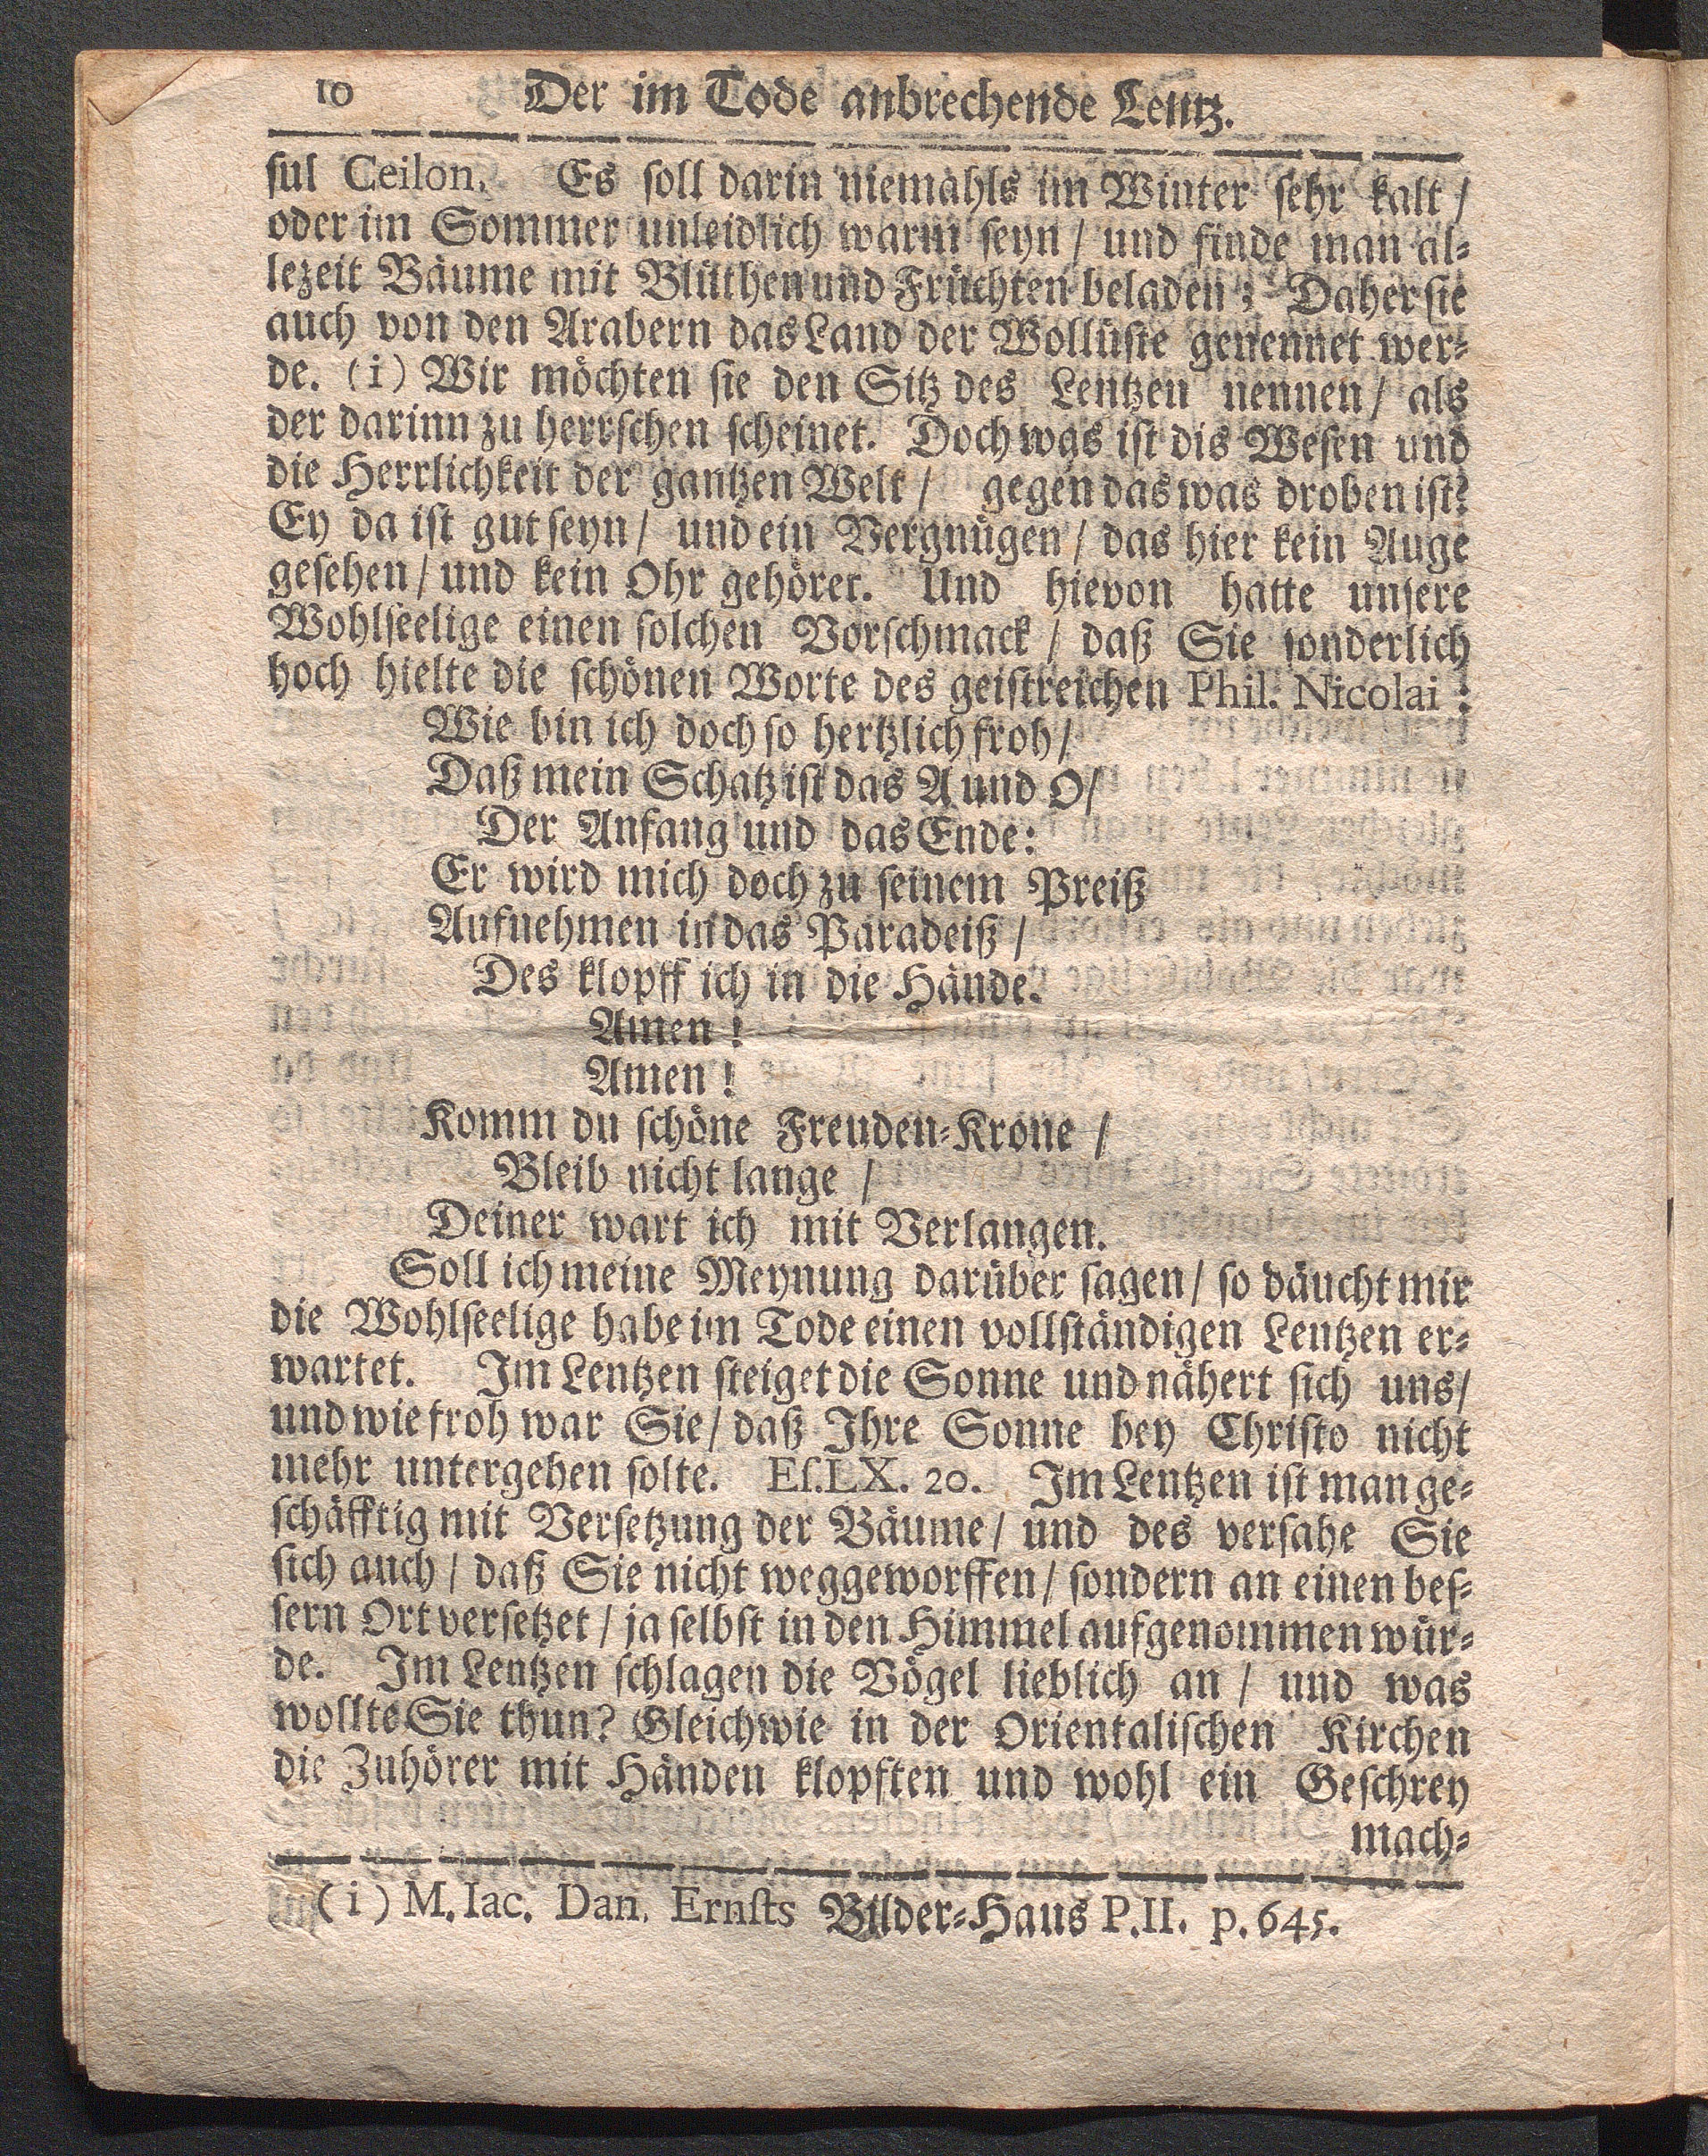 10 Der im Tode anbrechende Lentz.
ſul Ceilon. Es ſoll darin niemahls im Winter ſehr kalt /
oder im Sommer unleidlich warm ſeyn / und finde man al⸗
lezeit Bäume mit Blüthen und Früchten beladen; Daher ſie
auch von den Arabern das Land der Wollüſte genennet wer⸗
de. (i) Wir möchten ſie den Sitz des Lentzen nennen / als
der darinn zu herrſchen ſcheinet. Doch was iſt dis Weſen und
die Herrlichkeit der gantzen Welt / gegen das was droben iſt?
Ey da iſt gut ſeyn / und ein Vergnügen / das hier kein Auge
geſehen / und kein Ohr gehöret. Und hievon hatte unſere
Wohlſeelige einen ſolchen Vorſchmack / daß Sie ſonderlich
hoch hielte die ſchönen Worte des geiſtreichen Phil. Nicolai:
Wie bin ich doch ſo hertzlich froh /
Daß mein Schatz iſt das A und O /
Der Anfang und das Ende:
Er wird mich doch zu ſeinem Preiß
Aufnehmen in das Paradeiß /
Des klopff ich in die Hände.
Amen!
Amen!
Komm du ſchöne Freuden⸗Krone /
Bleib nicht lange /
Deiner wart ich mit Verlangen.
Soll ich meine Meynung darüber ſagen / ſo däucht mir
die Wohlſeelige habe im Tode einen vollſtändigen Lentzen er⸗
wartet. Im Lentzen ſteiget die Sonne und nähert ſich uns /
und wie froh war Sie / daß Ihre Sonne bey Chriſto nicht
mehr untergehen ſolte. Eſ. LX. 20. Im Lentzen iſt man ge⸗
ſchäfftig mit Verſetzung der Bäume / und des verſahe Sie
ſich auch / daß Sie nicht weggeworffen / ſondern an einen beſ⸗
ſern Ort verſetzet / ja ſelbſt in den Himmel aufgenommen wür⸗
de. Im Lentzen ſchlagen die Vögel lieblich an / und was
wollte Sie thun? Gleichwie in der Orientaliſchen Kirchen
die Zuhörer mit Händen klopften und wohl ein Geſchrey
mach⸗
(i) M. Iac. Dan. Ernſts Bilder⸗Haus P. II. p. 645.